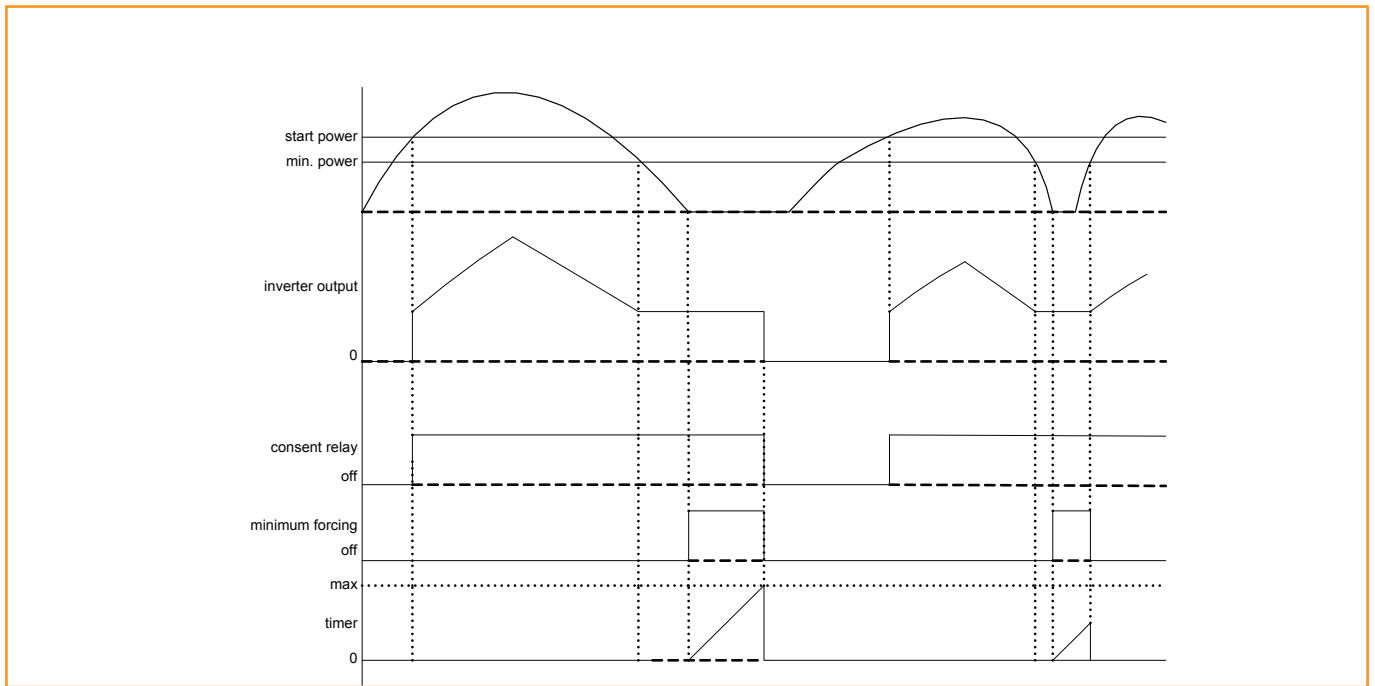 start power
min. power
inverter output
0
consent relay
off
minimum forcing
off
max
timer
0